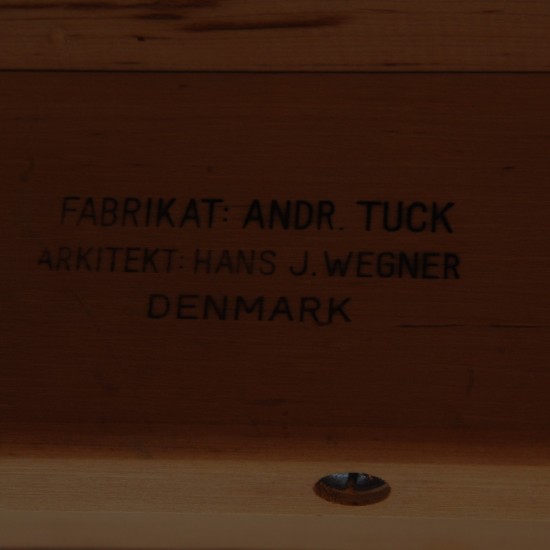 FABRIKAT: ANDR. TUCK
ARKITEKT: HANS J. WEGNER
DENMARK